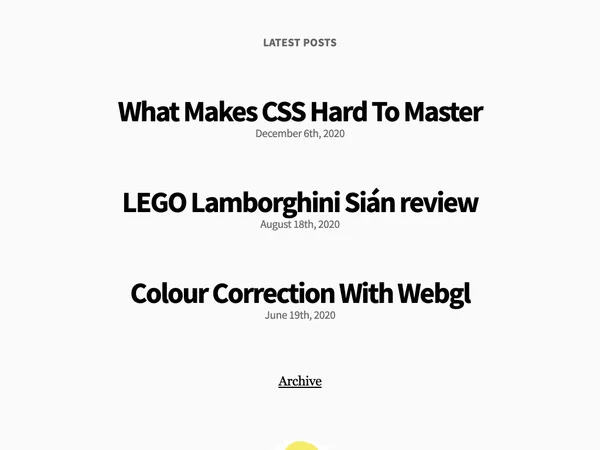 LATEST POSTS
What Makes CSS Hard To Master
December 6th, 2020
LEGO Lamborghini Sián review
August 18th, 2020
Colour Correction With Webgl
June 19th, 2020
Archive